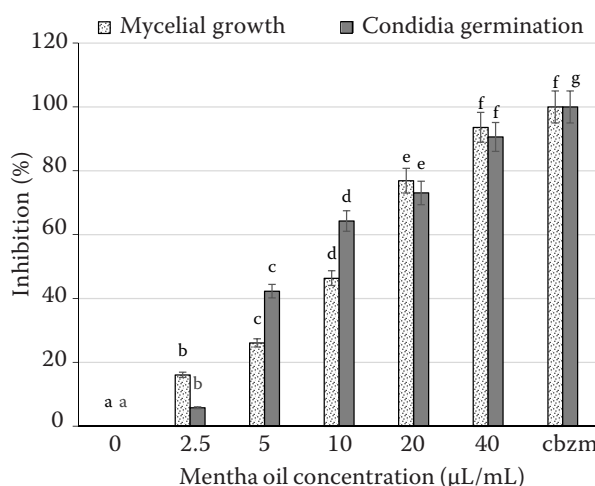 Mycelial growth Condidia germination
120
100
80
60
40
20
0
Inhibition (%)
a a
b b
c c
d d
e e
f f
f g
0 2.5 5 10 20 40 cbzm
Mentha oil concentration (µL/mL)